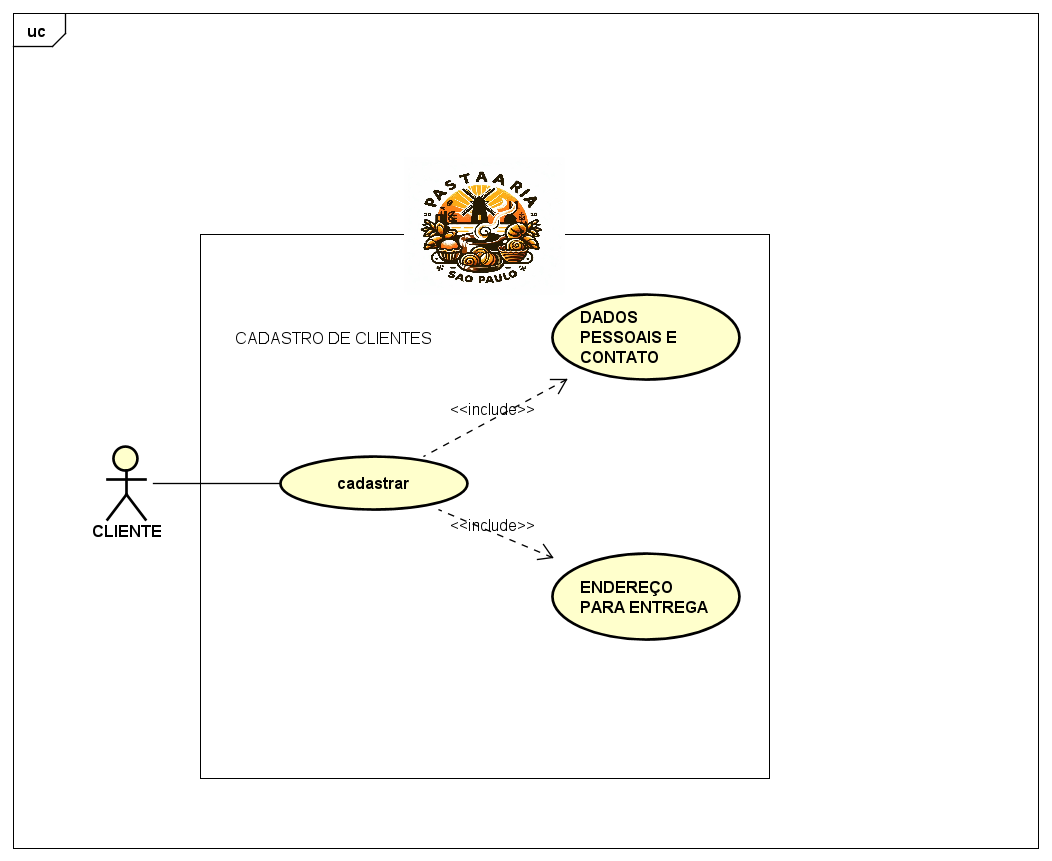 uc
PASTAARIA
SAO PAULO
CADASTRO DE CLIENTES
DADOS
PESSOAIS E
CONTATO
<<include>>
cadastrar
CLIENTE
<<include>>
ENDEREÇO
PARA ENTREGA